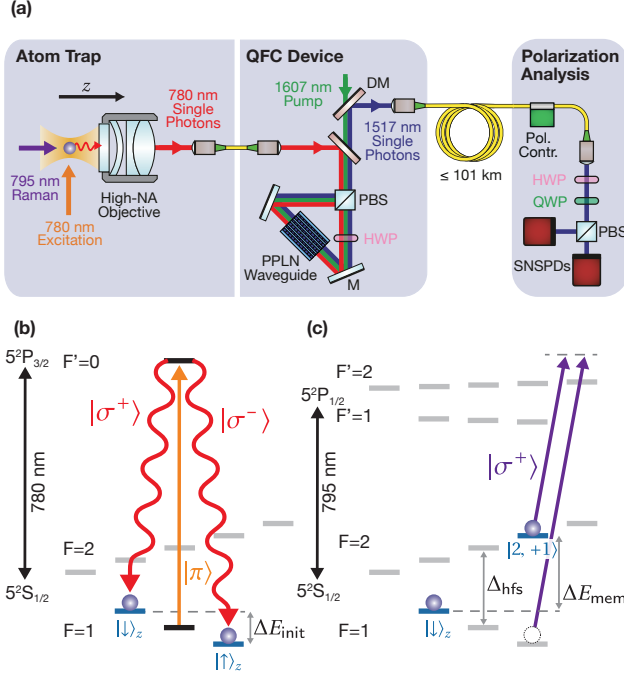 (a)
Atom Trap
z
780 nm
Single
Photons
795 nm
Raman
780 nm
Excitation
High-NA
Objective
QFC Device
1607 nm
Pump
DM
1517 nm
Single
Photons
PBS
HWP
PPLN
Waveguide
M
≤ 101 km
Polarization
Analysis
Pol.
Contr.
HWP
QWP
PBS
SNSPDs
(b)
5²P₃/₂
F'=0
|σ⁺⟩
|σ⁻⟩
780 nm
|π⟩
F=2
5²S₁/₂
F=1
|↓⟩z
|↑⟩z
ΔEinit
(c)
F'=2
5²P₁/₂
F'=1
|σ⁺⟩
795 nm
F=2
|2, +1⟩
5²S₁/₂
Δhfs
ΔEmem
F=1
|↓⟩z